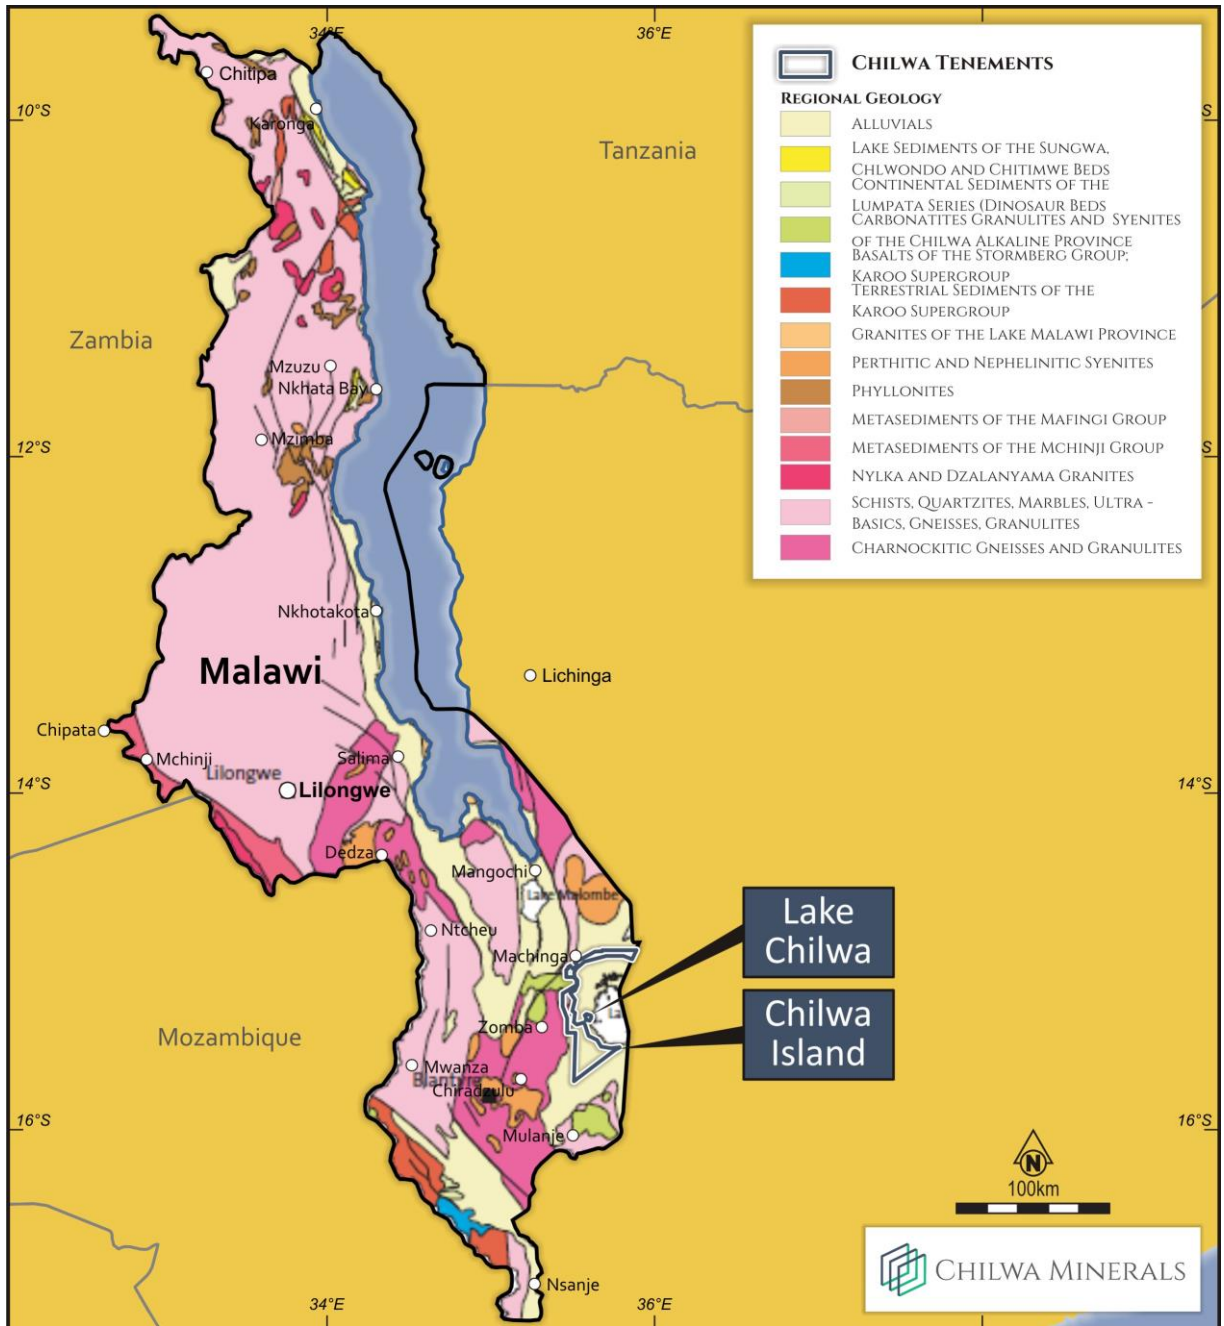 34°E
36°E
CHILWA TENEMENTS
REGIONAL GEOLOGY
ALLUVIALS
LAKE SEDIMENTS OF THE SUNGWA,
CHLWONDO AND CHITIMWE BEDS
CONTINENTAL SEDIMENTS OF THE
LUMPATA SERIES (DINOSAUR BEDS
CARBONATITES GRANULITES AND SYENITES
OF THE CHILWA ALKALINE PROVINCE
BASALTS OF THE STORMBERG GROUP;
KAROO SUPERGROUP
TERRESTRIAL SEDIMENTS OF THE
KAROO SUPERGROUP
GRANITES OF THE LAKE MALAWI PROVINCE
PERTHITIC AND NEPHELINITIC SYENITES
PHYLLONITES
METASEDIMENTS OF THE MAFINGI GROUP
METASEDIMENTS OF THE MCHINJI GROUP
NYLKA AND DZALANYAMA GRANITES
SCHISTS, QUARTZITES, MARBLES, ULTRA -
BASICS, GNEISSES, GRANULITES
CHARNOCKITIC GNEISSES AND GRANULITES
Chitipa
10°S
S
Karonga
Tanzania
Zambia
Mzuzu
Nkhata Bay
Mzimba
12°S
S
Nkhotakota
Malawi
Lichinga
Chipata
Mchinji
Salima
Lilongwe
Lilongwe
14°S
14°S
Dedza
Mangochi
Lake Malombe
Lake
Chilwa
Ntcheu
Machinga
La
Chilwa
Island
Zomba
Mozambique
Mwanza
Blantyre
Chiradzulu
Mulanje
16°S
16°S
N
100km
CHILWA MINERALS
Nsanje
34°E
36°E